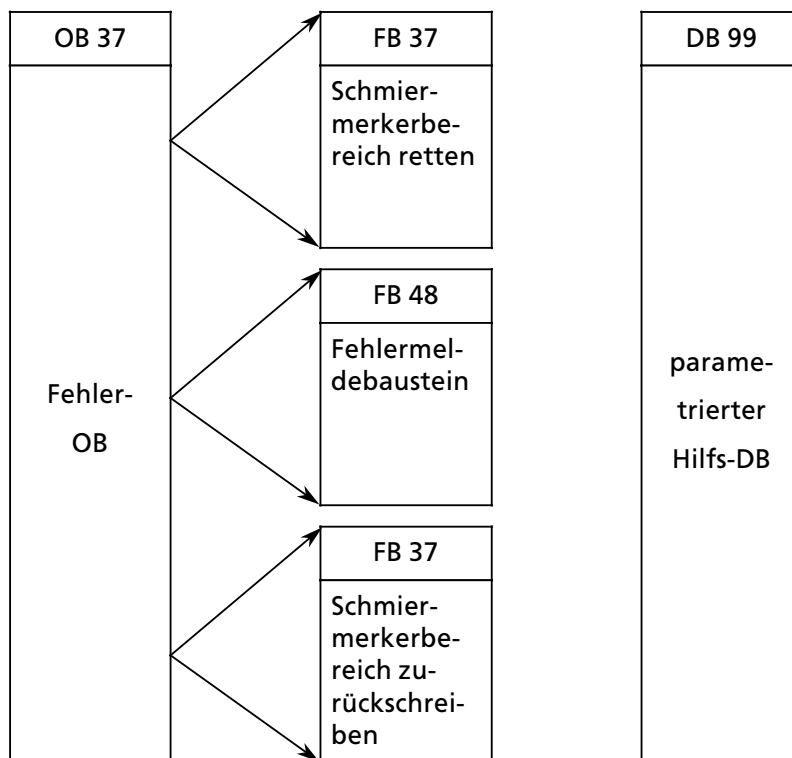 OB 37
FB 37
DB 99
Schmier-
merkerbe-
reich retten
FB 48
Fehlermel-
debaustein
Fehler-
OB
parame-
trierter
Hilfs-DB
FB 37
Schmier-
merkerbe-
reich zu-
rückschrei-
ben